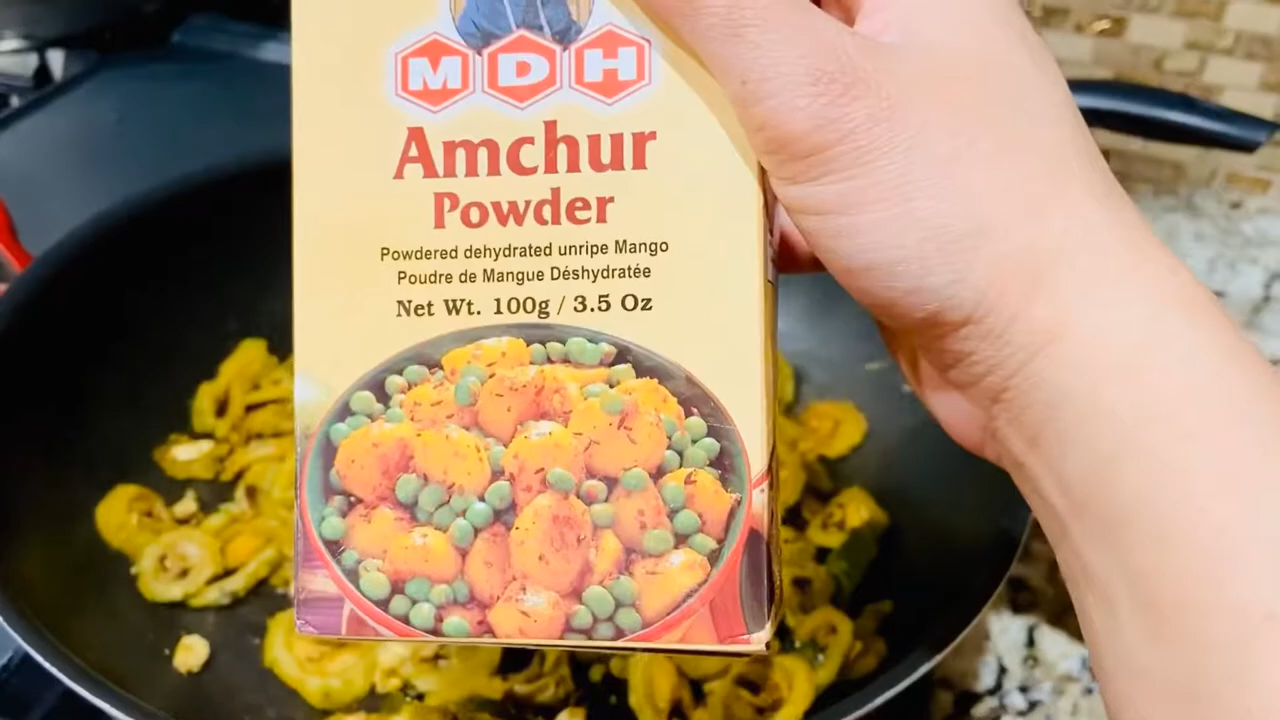 MDH
Amchur
Powder
Powdered dehydrated unripe Mango
Poudre de Mangue Déshydratée
Net Wt. 100g / 3.5 Oz